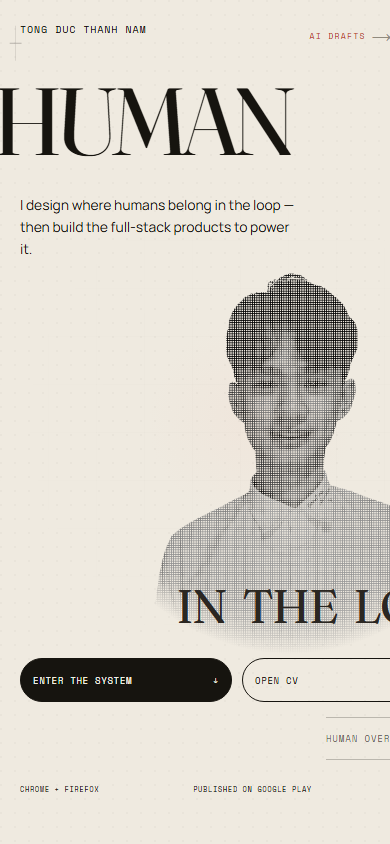 TONG DUC THANH NAM
AI DRAFTS →
HUMAN
I design where humans belong in the loop —
then build the full-stack products to power
it.
IN THE LO
ENTER THE SYSTEM ↓
OPEN CV
HUMAN OVER
CHROME + FIREFOX
PUBLISHED ON GOOGLE PLAY